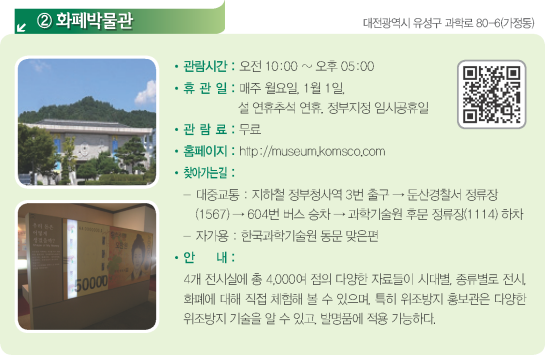 ② 화폐박물관
대전광역시 유성구 과학로 80-6(가정동)
• 관람시간 : 오전 10:00 ~ 오후 05:00
• 휴 관 일 : 매주 월요일, 1월 1일,
설 연휴추석 연휴, 정부지정 임시공휴일
• 관 람 료 : 무료
• 홈페이지 : http://museum.komsco.com
• 찾아가는길 :
– 대중교통 : 지하철 정부청사역 3번 출구 → 둔산경찰서 정류장
(1567) → 604번 버스 승차 → 과학기술원 후문 정류장(1114) 하차
– 자가용 : 한국과학기술원 동문 맞은편
• 안 내 :
4개 전시실에 총 4,000여 점의 다양한 자료들이 시대별, 종류별로 전시,
화폐에 대해 직접 체험해 볼 수 있으며, 특히 위조방지 홍보관은 다양한
위조방지 기술을 알 수 있고, 발명품에 적용 가능하다.
50000